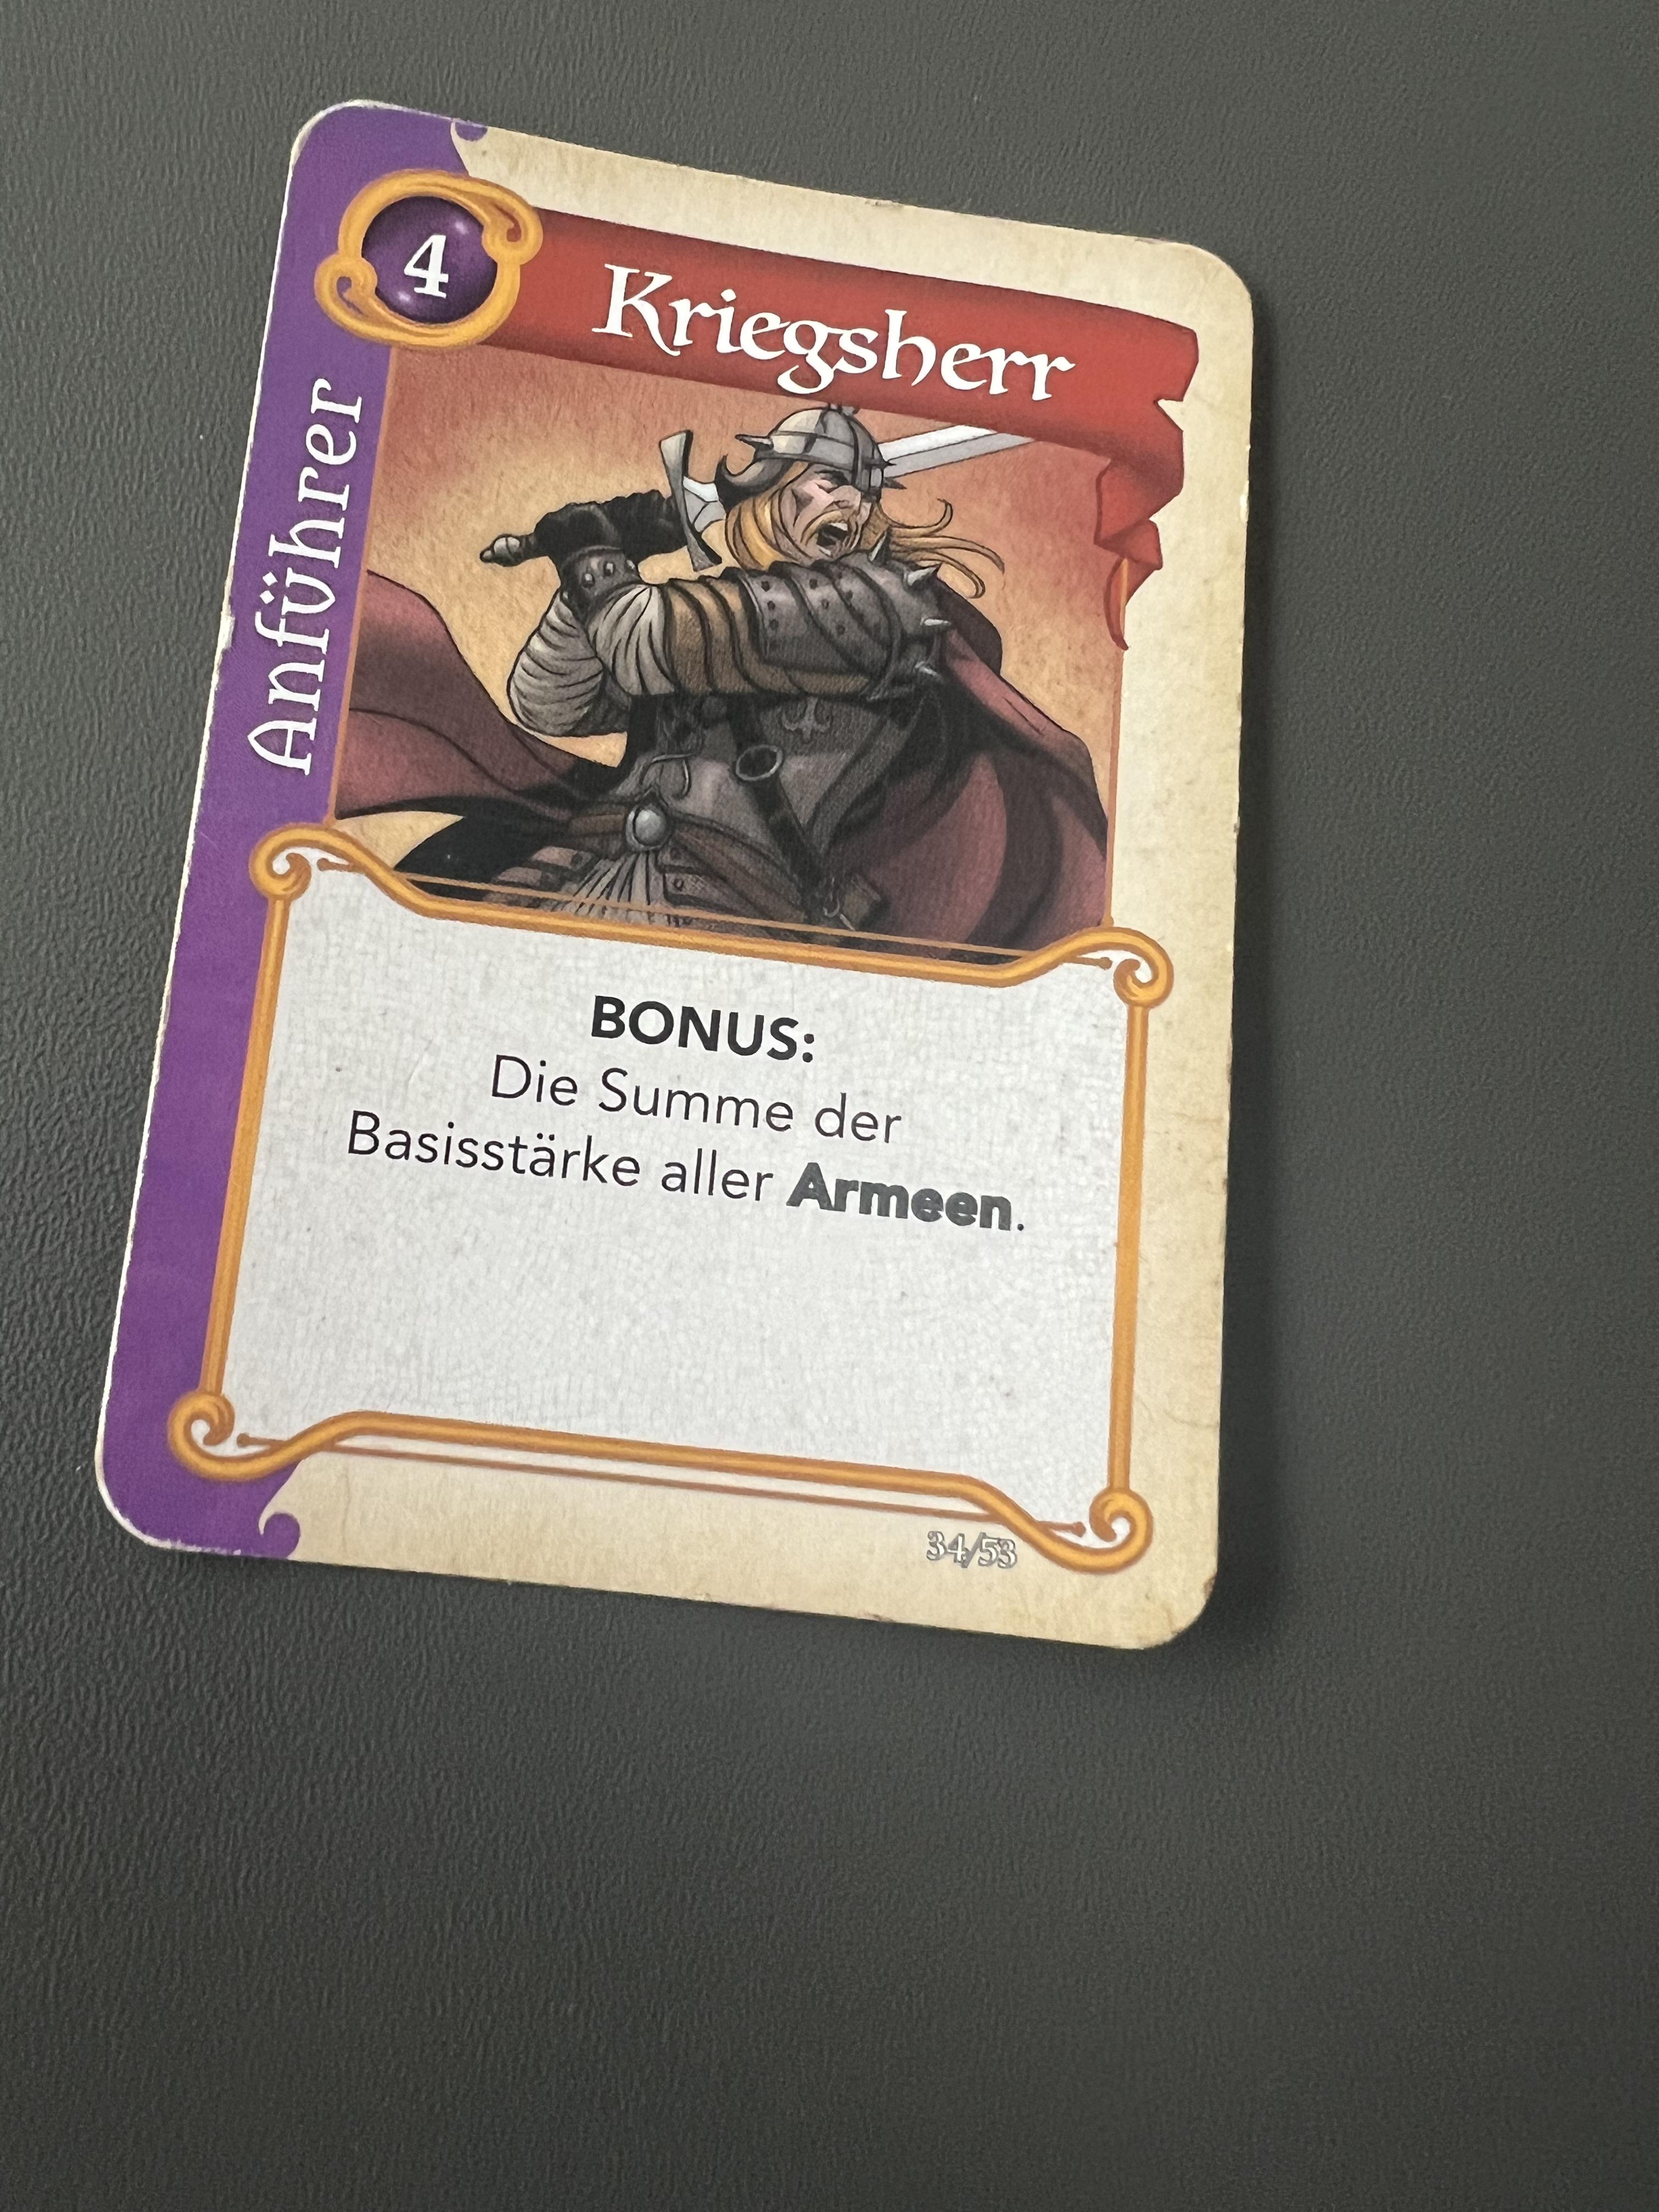 4
Kriegsherr
Anführer
BONUS:
Die Summe der
Basisstärke aller Armeen.
34/53